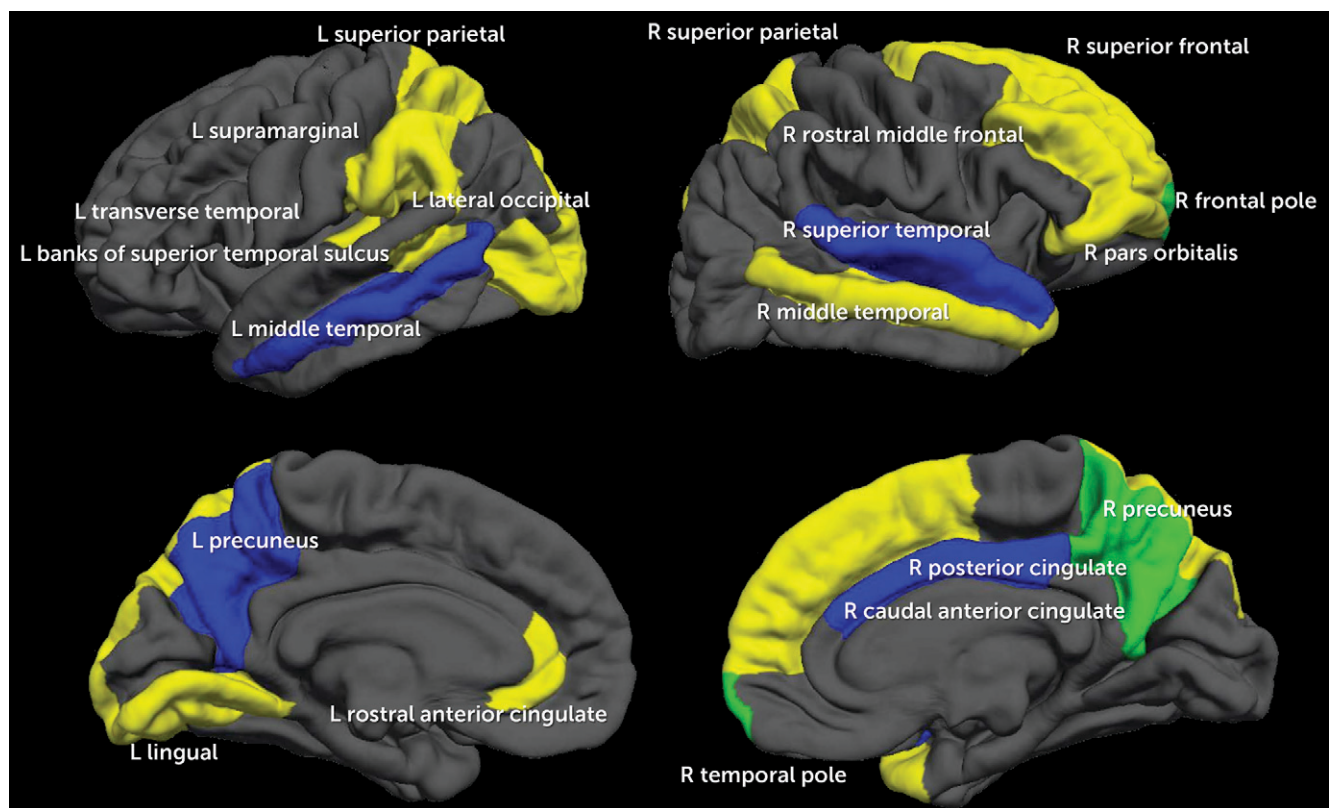 L superior parietal
L supramarginal
L transverse temporal
L lateral occipital
L banks of superior temporal sulcus
L middle temporal
R superior parietal
R superior frontal
R rostral middle frontal
R frontal pole
R superior temporal
R pars orbitalis
R middle temporal
L precuneus
L rostral anterior cingulate
L lingual
R precuneus
R posterior cingulate
R caudal anterior cingulate
R temporal pole